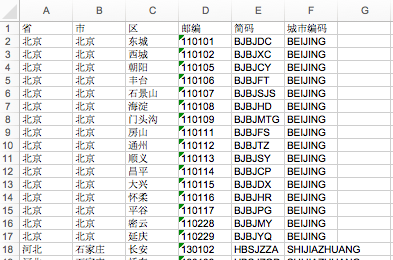 A B C D E F G
1 省 市 区 邮编 简码 城市编码
2 北京 北京 东城 110101 BJBJDC BEIJING
3 北京 北京 西城 110102 BJBJXC BEIJING
4 北京 北京 朝阳 110105 BJBJCY BEIJING
5 北京 北京 丰台 110106 BJBJFT BEIJING
6 北京 北京 石景山 110107 BJBJSJS BEIJING
7 北京 北京 海淀 110108 BJBJHD BEIJING
8 北京 北京 门头沟 110109 BJBJMTG BEIJING
9 北京 北京 房山 110111 BJBJFS BEIJING
10 北京 北京 通州 110112 BJBJTZ BEIJING
11 北京 北京 顺义 110113 BJBJSY BEIJING
12 北京 北京 昌平 110114 BJBJCP BEIJING
13 北京 北京 大兴 110115 BJBJDX BEIJING
14 北京 北京 怀柔 110116 BJBJHR BEIJING
15 北京 北京 平谷 110117 BJBJPG BEIJING
16 北京 北京 密云 110228 BJBJMY BEIJING
17 北京 北京 延庆 110229 BJBJYQ BEIJING
18 河北 石家庄 长安 130102 HBSJZZA SHIJIAZHUANG